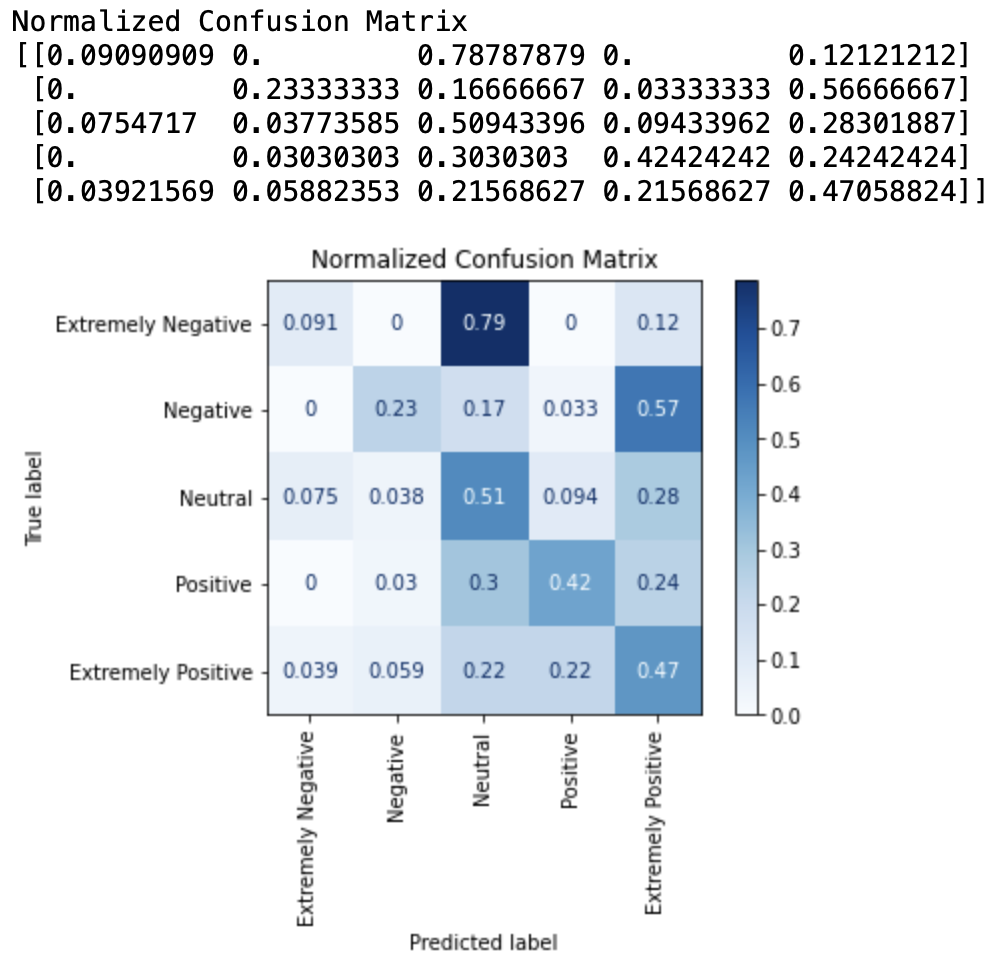 Normalized Confusion Matrix
[[0.09090909 0. 0.78787879 0. 0.12121212]
[0. 0.23333333 0.16666667 0.03333333 0.56666667]
[0.0754717 0.03773585 0.50943396 0.09433962 0.28301887]
[0. 0.03030303 0.3030303 0.42424242 0.24242424]
[0.03921569 0.05882353 0.21568627 0.21568627 0.47058824]]
Normalized Confusion Matrix
Extremely Negative 0.091 0 0.79 0 0.12
Negative 0 0.23 0.17 0.033 0.57
Neutral 0.075 0.038 0.51 0.094 0.28
Positive 0 0.03 0.3 0.42 0.24
Extremely Positive 0.039 0.059 0.22 0.22 0.47
True label
0.7
0.6
0.5
0.4
0.3
0.2
0.1
0.0
Extremely Negative
Negative
Neutral
Positive
Extremely Positive
Predicted label